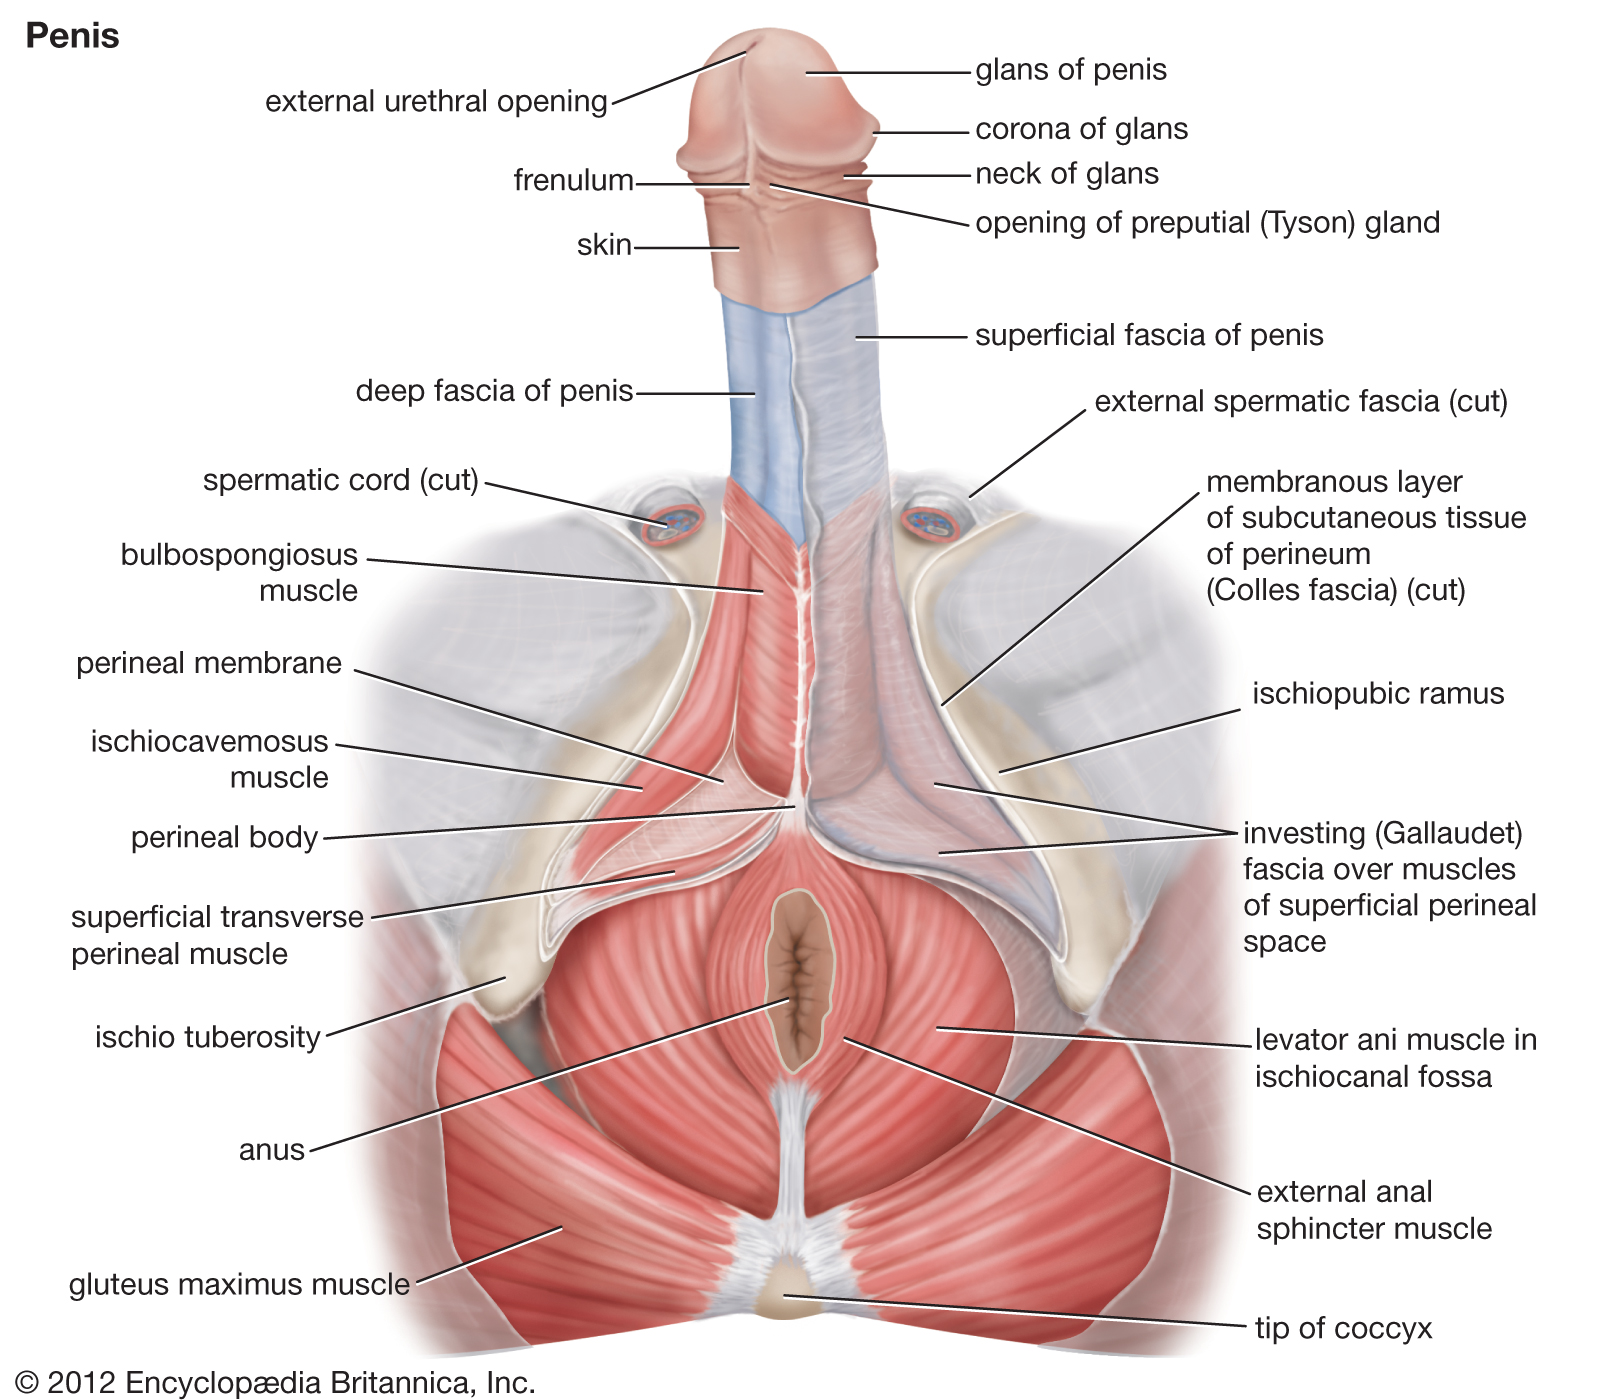 Penis
external urethral opening
glans of penis
corona of glans
frenulum
neck of glans
opening of preputial (Tyson) gland
skin
superficial fascia of penis
deep fascia of penis
external spermatic fascia (cut)
spermatic cord (cut)
membranous layer
of subcutaneous tissue
of perineum
(Colles fascia) (cut)
bulbospongiosus
muscle
perineal membrane
ischiopubic ramus
ischiocavemosus
muscle
perineal body
investing (Gallaudet)
fascia over muscles
of superficial perineal
space
superficial transverse
perineal muscle
ischio tuberosity
levator ani muscle in
ischiocanal fossa
anus
external anal
sphincter muscle
gluteus maximus muscle
tip of coccyx
© 2012 Encyclopædia Britannica, Inc.